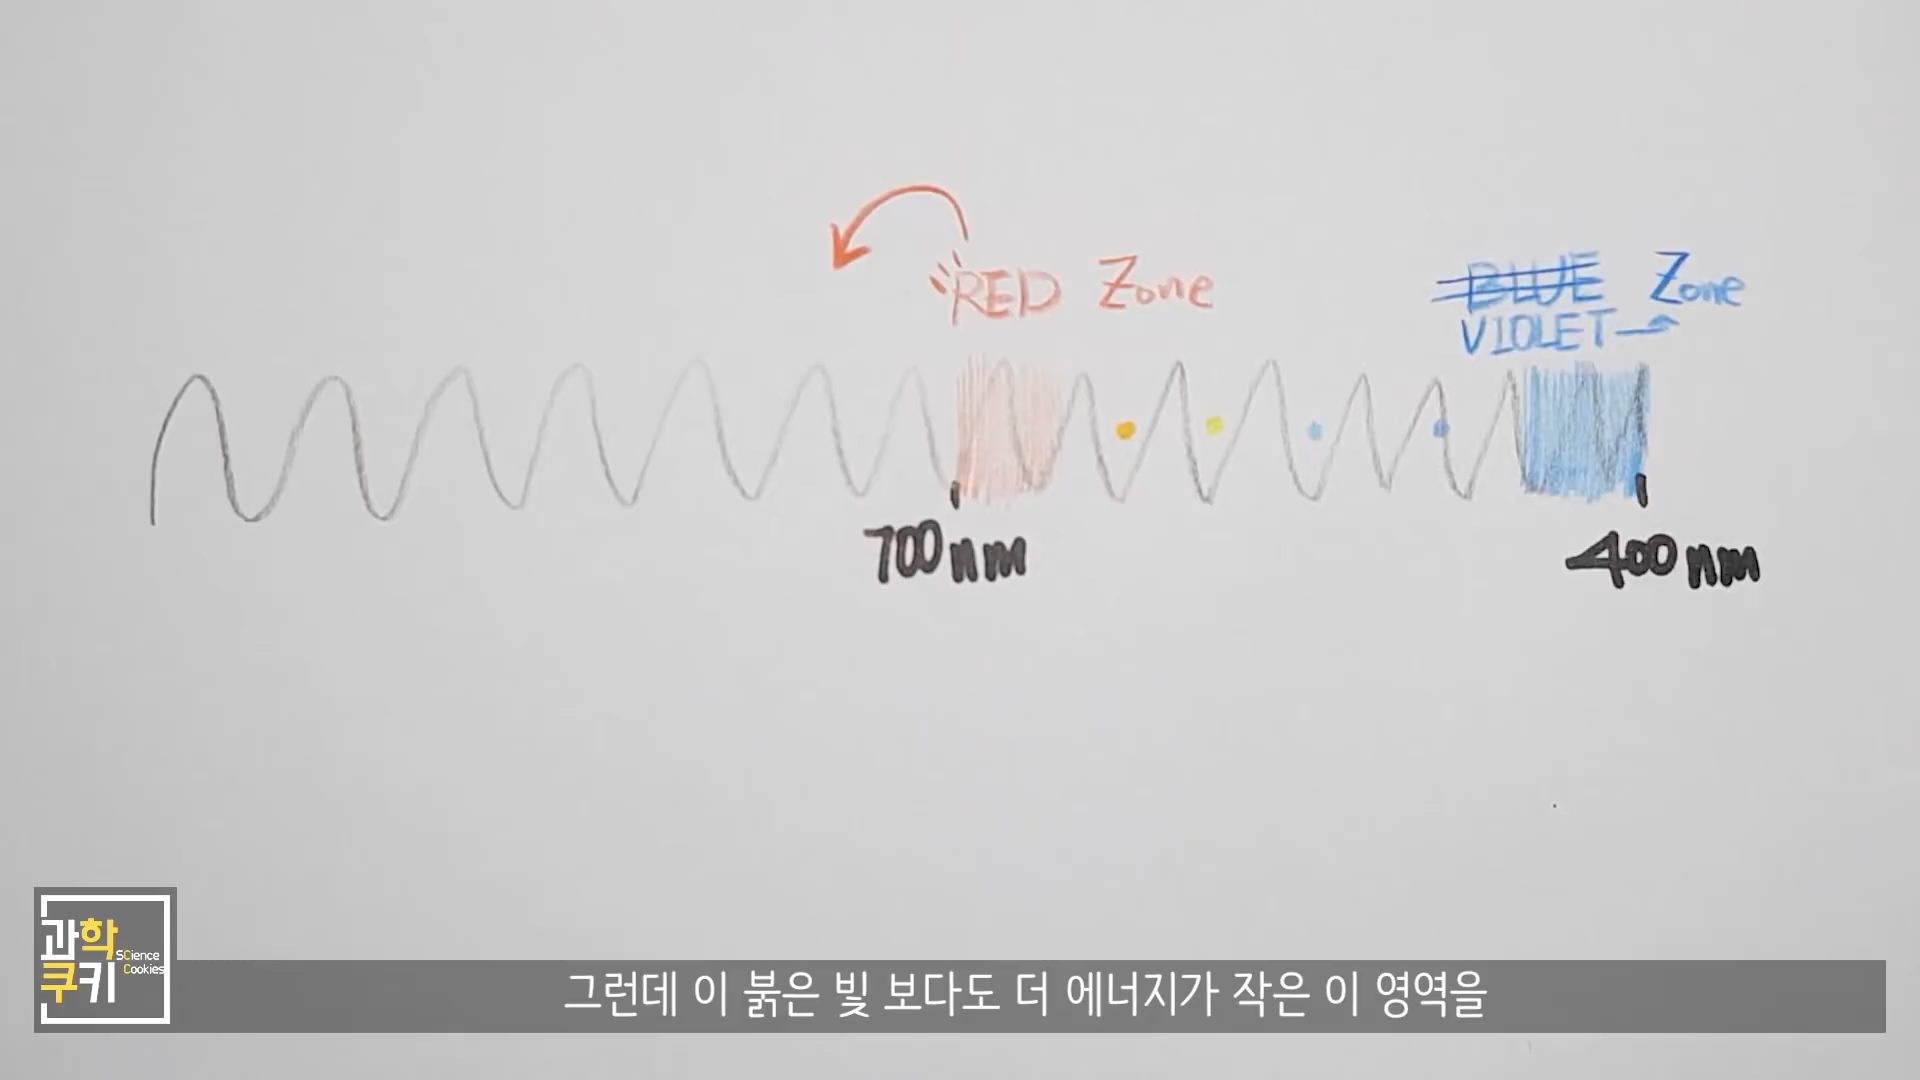 RED Zone
BLUE Zone
VIOLET
700nm
400nm
과학
쿠키
Science
Cookies
그런데 이 붉은 빛 보다도 더 에너지가 작은 이 영역을